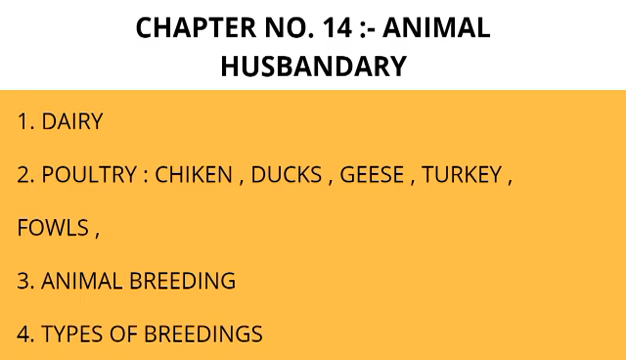 CHAPTER NO. 14 :- ANIMAL
HUSBANDARY
1. DAIRY
2. POULTRY : CHIKEN , DUCKS , GEESE , TURKEY ,
FOWLS ,
3. ANIMAL BREEDING
4. TYPES OF BREEDINGS